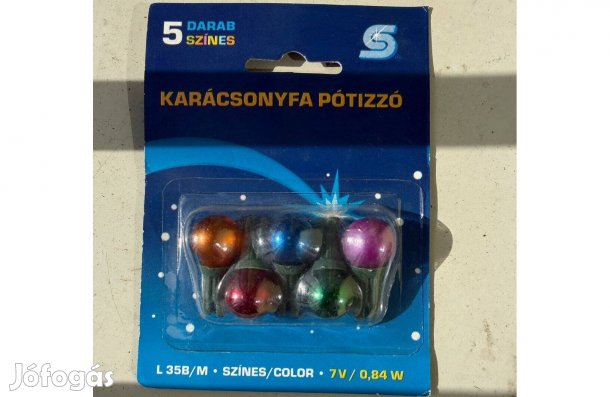 5 DARAB
SZÍNES
S
KARÁCSONYFA PÓTIZZÓ
L 35B/M • SZÍNES/COLOR • 7V / 0,84 W
Jófogás